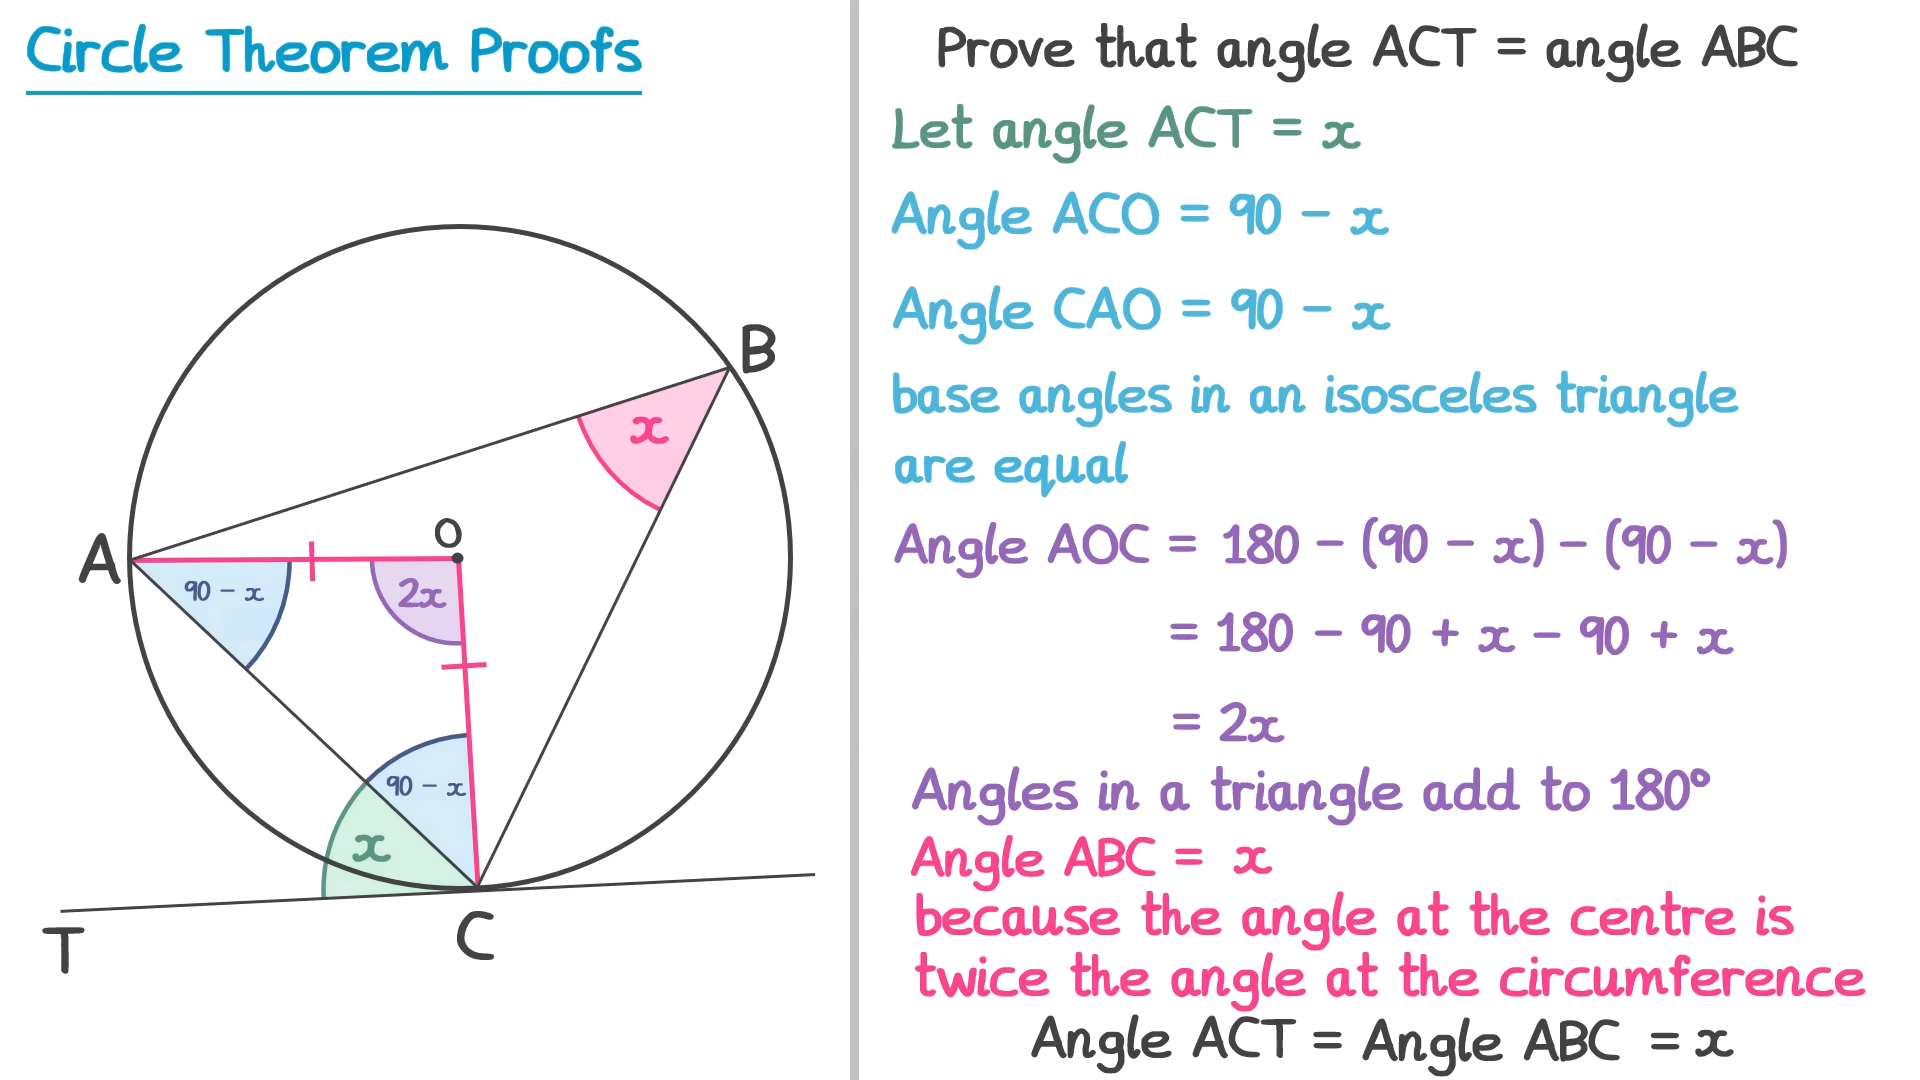 Circle Theorem Proofs
B
x
O
A
90 - x
2x
90 - x
x
C
T
Prove that angle ACT = angle ABC
Let angle ACT = x
Angle ACO = 90 - x
Angle CAO = 90 - x
base angles in an isosceles triangle
are equal
Angle AOC = 180 - (90 - x) - (90 - x)
= 180 - 90 + x - 90 + x
= 2x
Angles in a triangle add to 180°
Angle ABC = x
because the angle at the centre is
twice the angle at the circumference
Angle ACT = Angle ABC = x